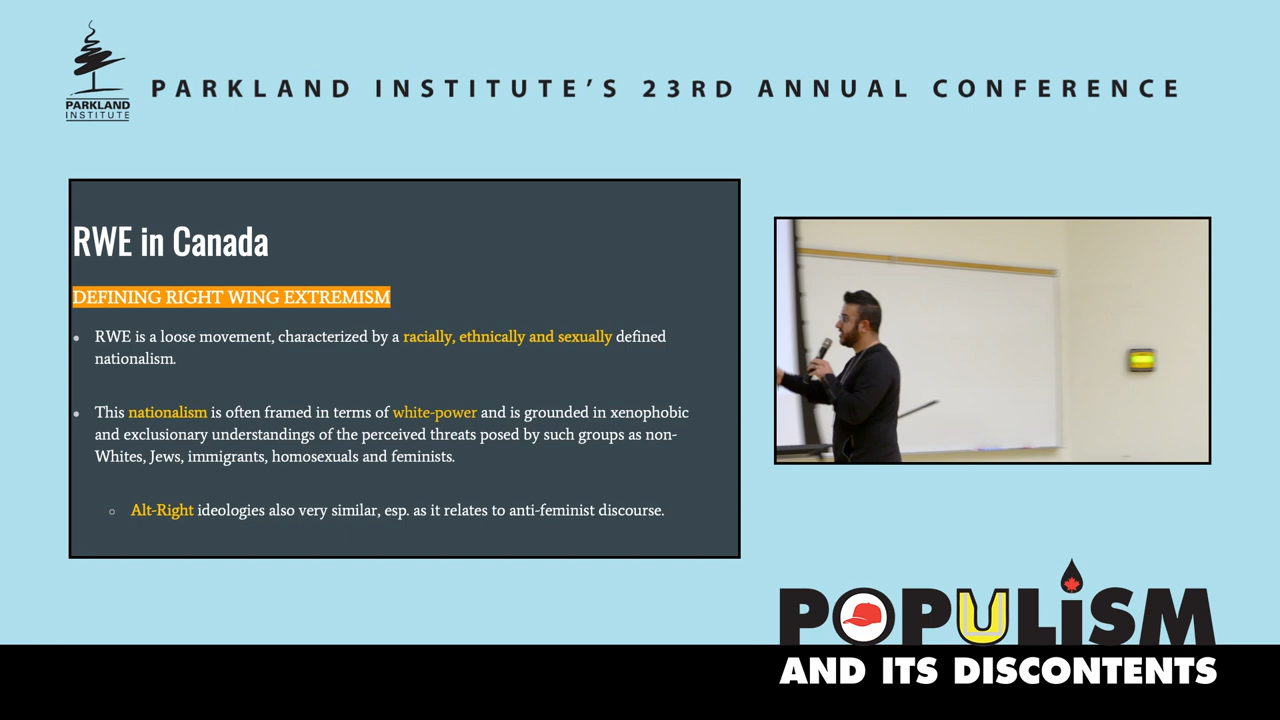 PARKLAND INSTITUTE'S 23RD ANNUAL CONFERENCE
PARKLAND
INSTITUTE
RWE in Canada
DEFINING RIGHT WING EXTREMISM
• RWE is a loose movement, characterized by a racially, ethnically and sexually defined
nationalism.
• This nationalism is often framed in terms of white-power and is grounded in xenophobic
and exclusionary understandings of the perceived threats posed by such groups as non-
Whites, Jews, immigrants, homosexuals and feminists.
○ Alt-Right ideologies also very similar, esp. as it relates to anti-feminist discourse.
POPULiSM
AND ITS DISCONTENTS